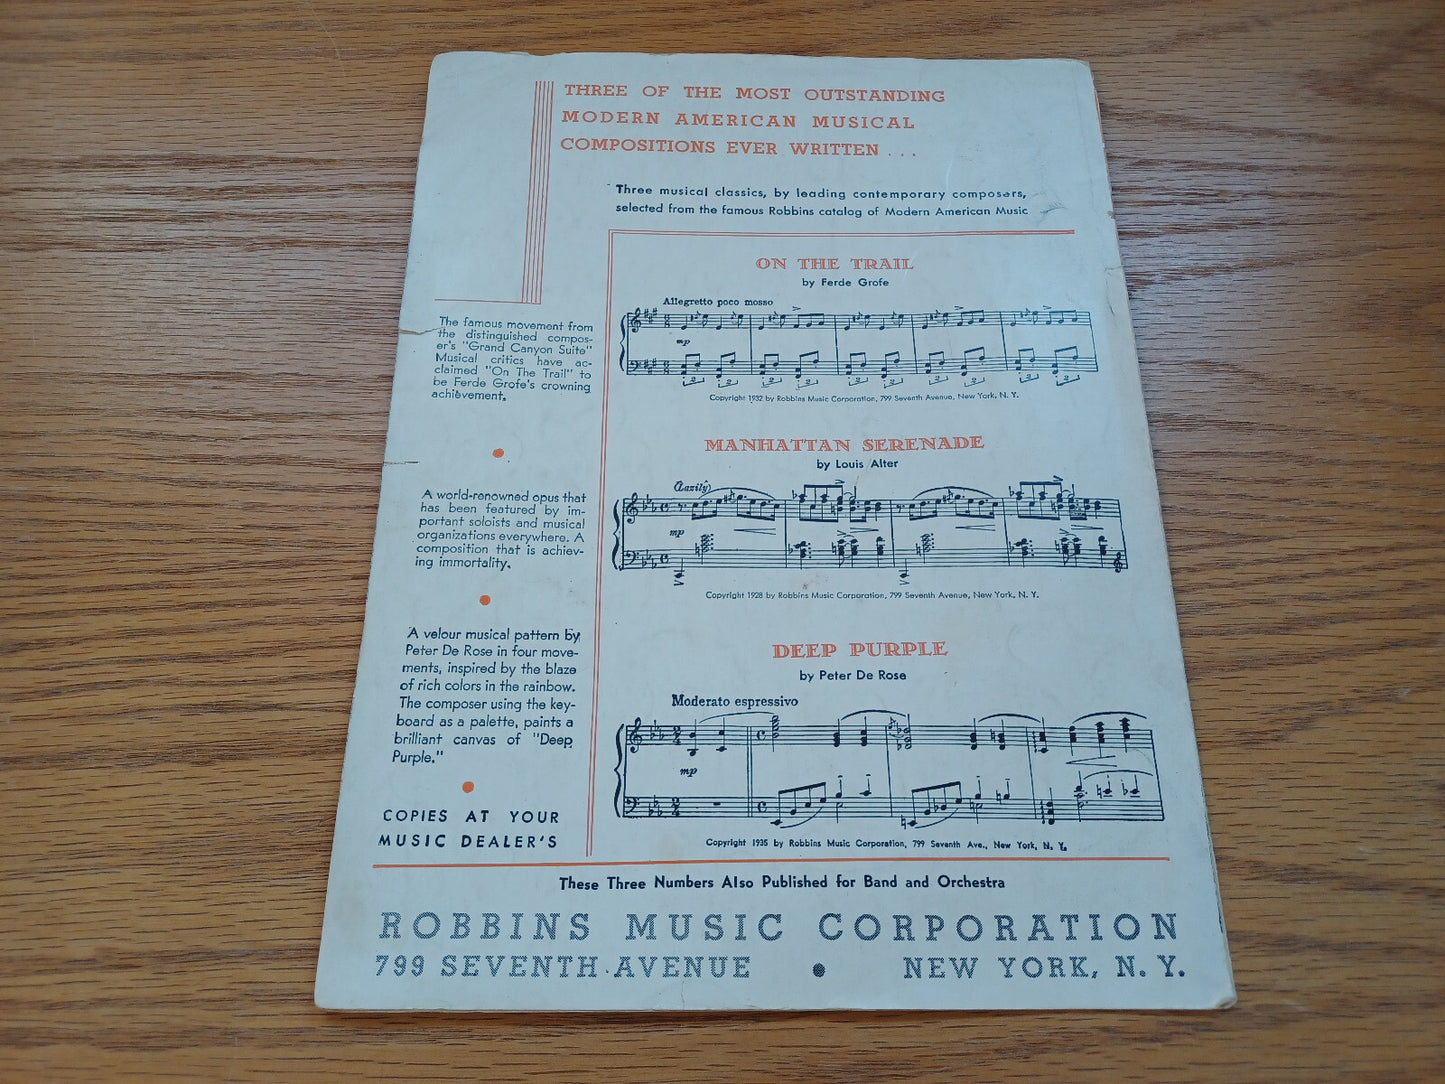 THREE OF THE MOST OUTSTANDING
MODERN AMERICAN MUSICAL
COMPOSITIONS EVER WRITTEN . . .
Three musical classics, by leading contemporary composers,
selected from the famous Robbins catalog of Modern American Music
The famous movement from
the distinguished compos-
er's "Grand Canyon Suite"
Musical critics have ac-
claimed "On The Trail" to
be Ferde Grofe's crowning
achievement.
ON THE TRAIL
by Ferde Grofe
Allegretto poco mosso
mp
Copyright 1932 by Robbins Music Corporation, 799 Seventh Avenue, New York, N. Y.
A world-renowned opus that
has been featured by im-
portant soloists and musical
organizations everywhere. A
composition that is achiev-
ing immortality.
MANHATTAN SERENADE
by Louis Alter
(Lazily)
mp
Copyright 1928 by Robbins Music Corporation, 799 Seventh Avenue, New York, N. Y.
A velour musical pattern by
Peter De Rose in four move-
ments, inspired by the blaze
of rich colors in the rainbow.
The composer using the key-
board as a palette, paints a
brilliant canvas of "Deep
Purple."
DEEP PURPLE
by Peter De Rose
Moderato espressivo
mp
Copyright 1935 by Robbins Music Corporation, 799 Seventh Ave., New York, N. Y.
COPIES AT YOUR
MUSIC DEALER'S
These Three Numbers Also Published for Band and Orchestra
ROBBINS MUSIC CORPORATION
799 SEVENTH AVENUE • NEW YORK, N. Y.